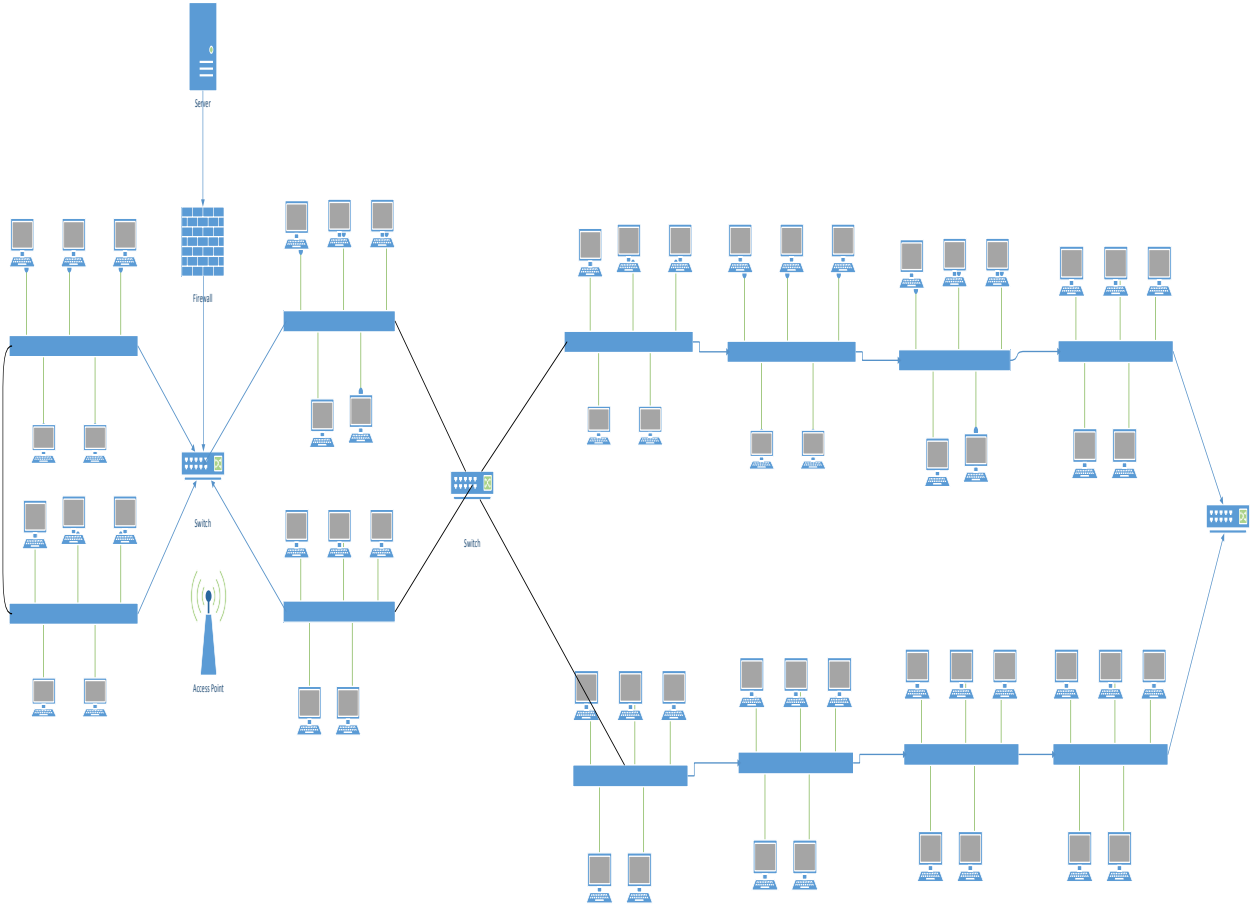 Server
Firewall
Switch
Switch
Access Point